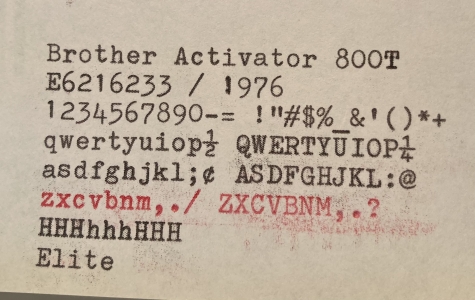 Brother Activator 800T
E6216233 / 1976
1234567890-= !"#$%_&'()*+
qwertyuiop½ QWERTYUIOP¼
asdfghjkl;¢ ASDFGHJKL:@
zxcvbnm,./ ZXCVBNM,.?
HHHhhhHHH
Elite